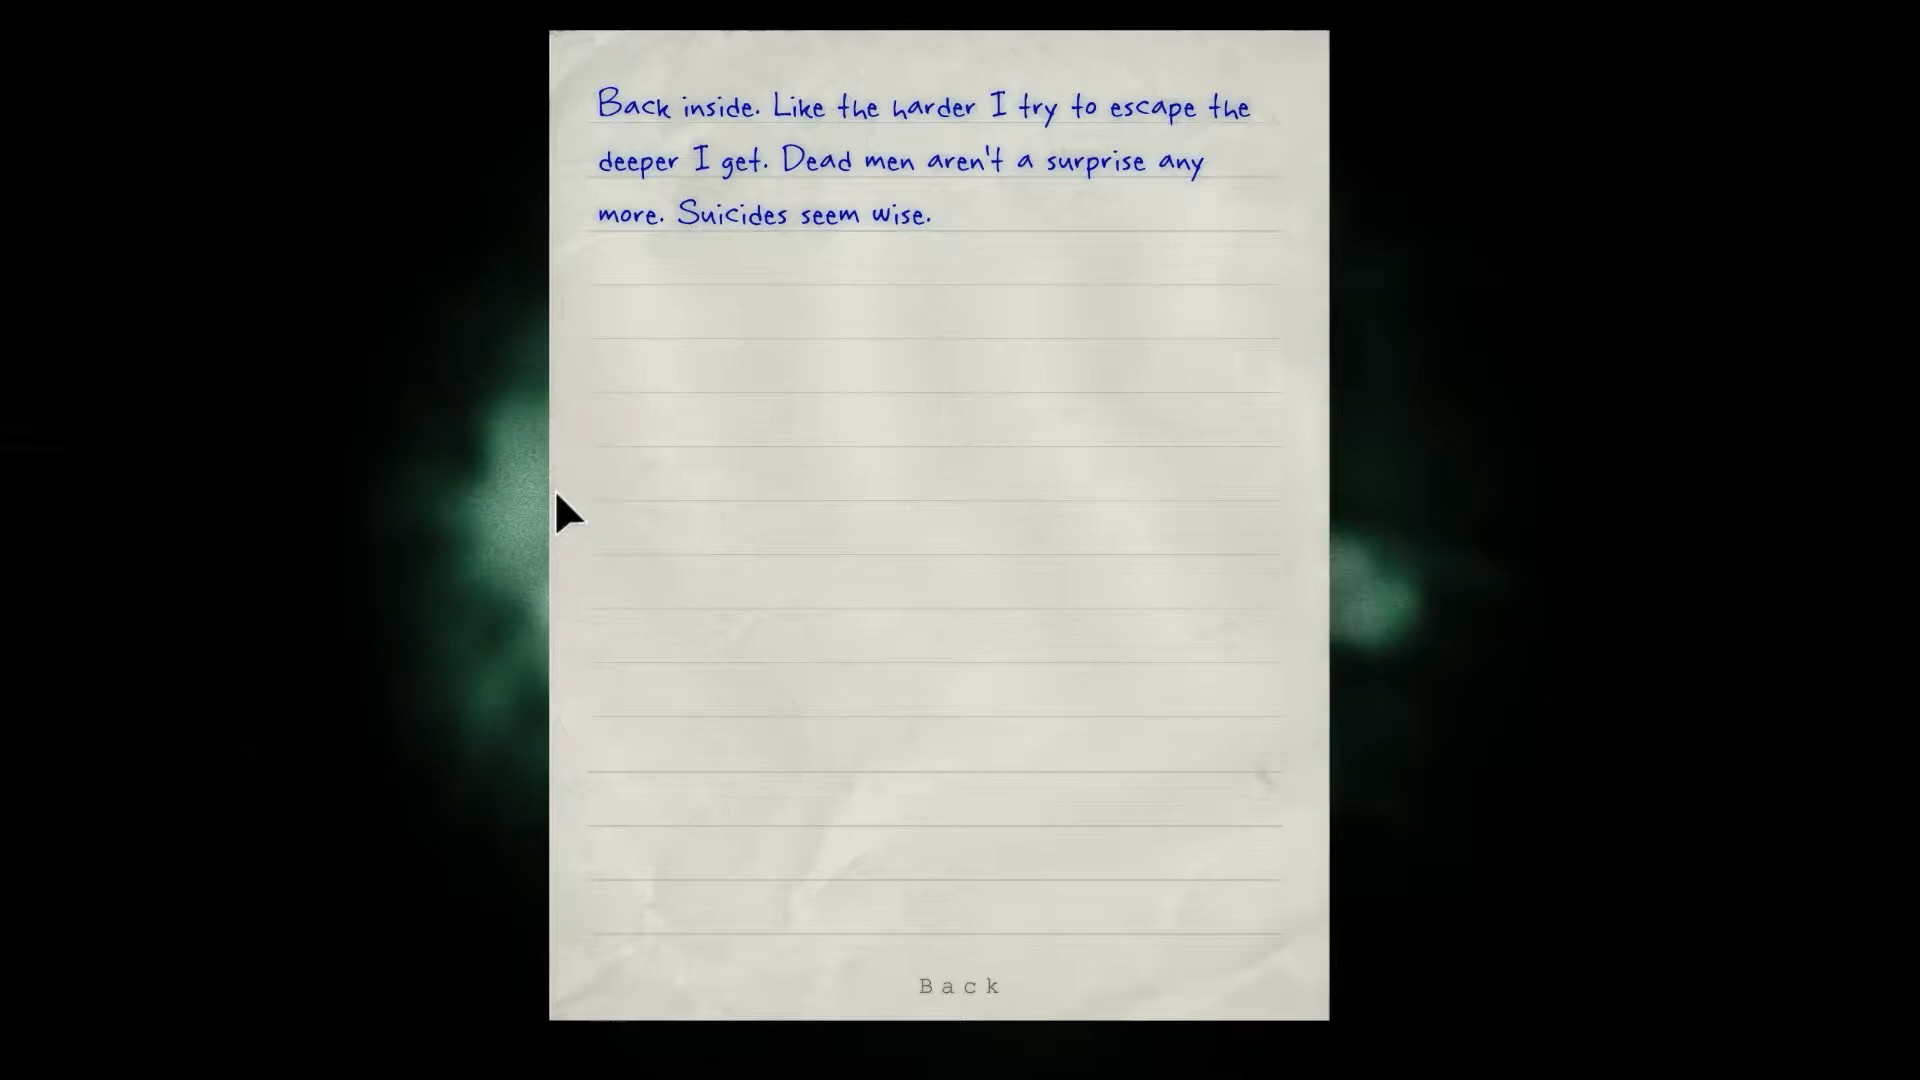 Back inside. Like the harder I try to escape the
deeper I get. Dead men aren't a surprise any
more. Suicides seem wise.
Back